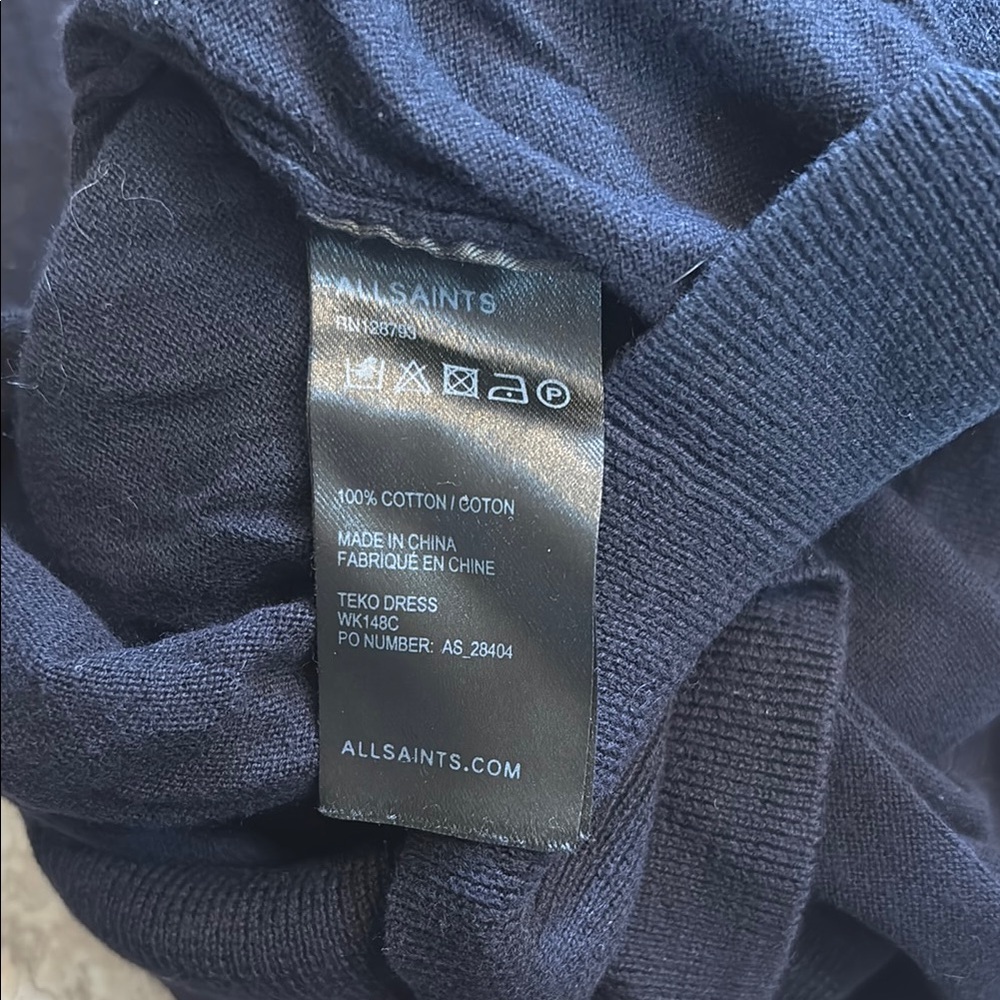 ALLSAINTS
RN128793
P
100% COTTON / COTON
MADE IN CHINA
FABRIQUÉ EN CHINE
TEKO DRESS
WK148C
PO NUMBER: AS_28404
ALLSAINTS.COM